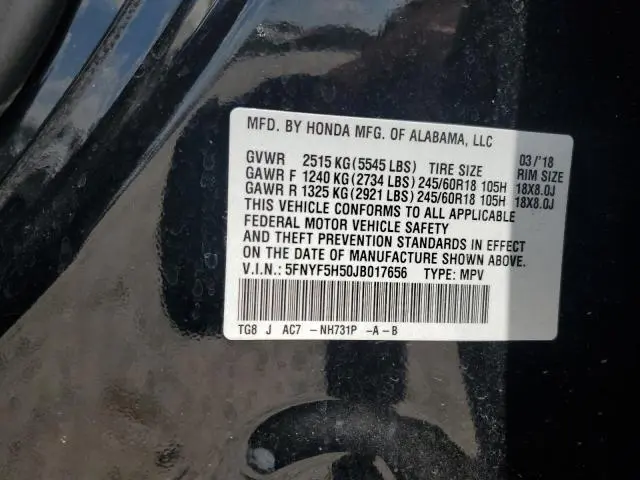 MFD. BY HONDA MFG. OF ALABAMA, LLC
03/'18
GVWR 2515 KG (5545 LBS) TIRE SIZE RIM SIZE
GAWR F 1240 KG (2734 LBS) 245/60R18 105H 18X8.0J
GAWR R 1325 KG (2921 LBS) 245/60R18 105H 18X8.0J
THIS VEHICLE CONFORMS TO ALL APPLICABLE
FEDERAL MOTOR VEHICLE SAFETY
AND THEFT PREVENTION STANDARDS IN EFFECT
ON THE DATE OF MANUFACTURE SHOWN ABOVE.
V.I.N.: 5FNYF5H50JB017656 TYPE: MPV
TG8 J AC7 -NH731P -A-B